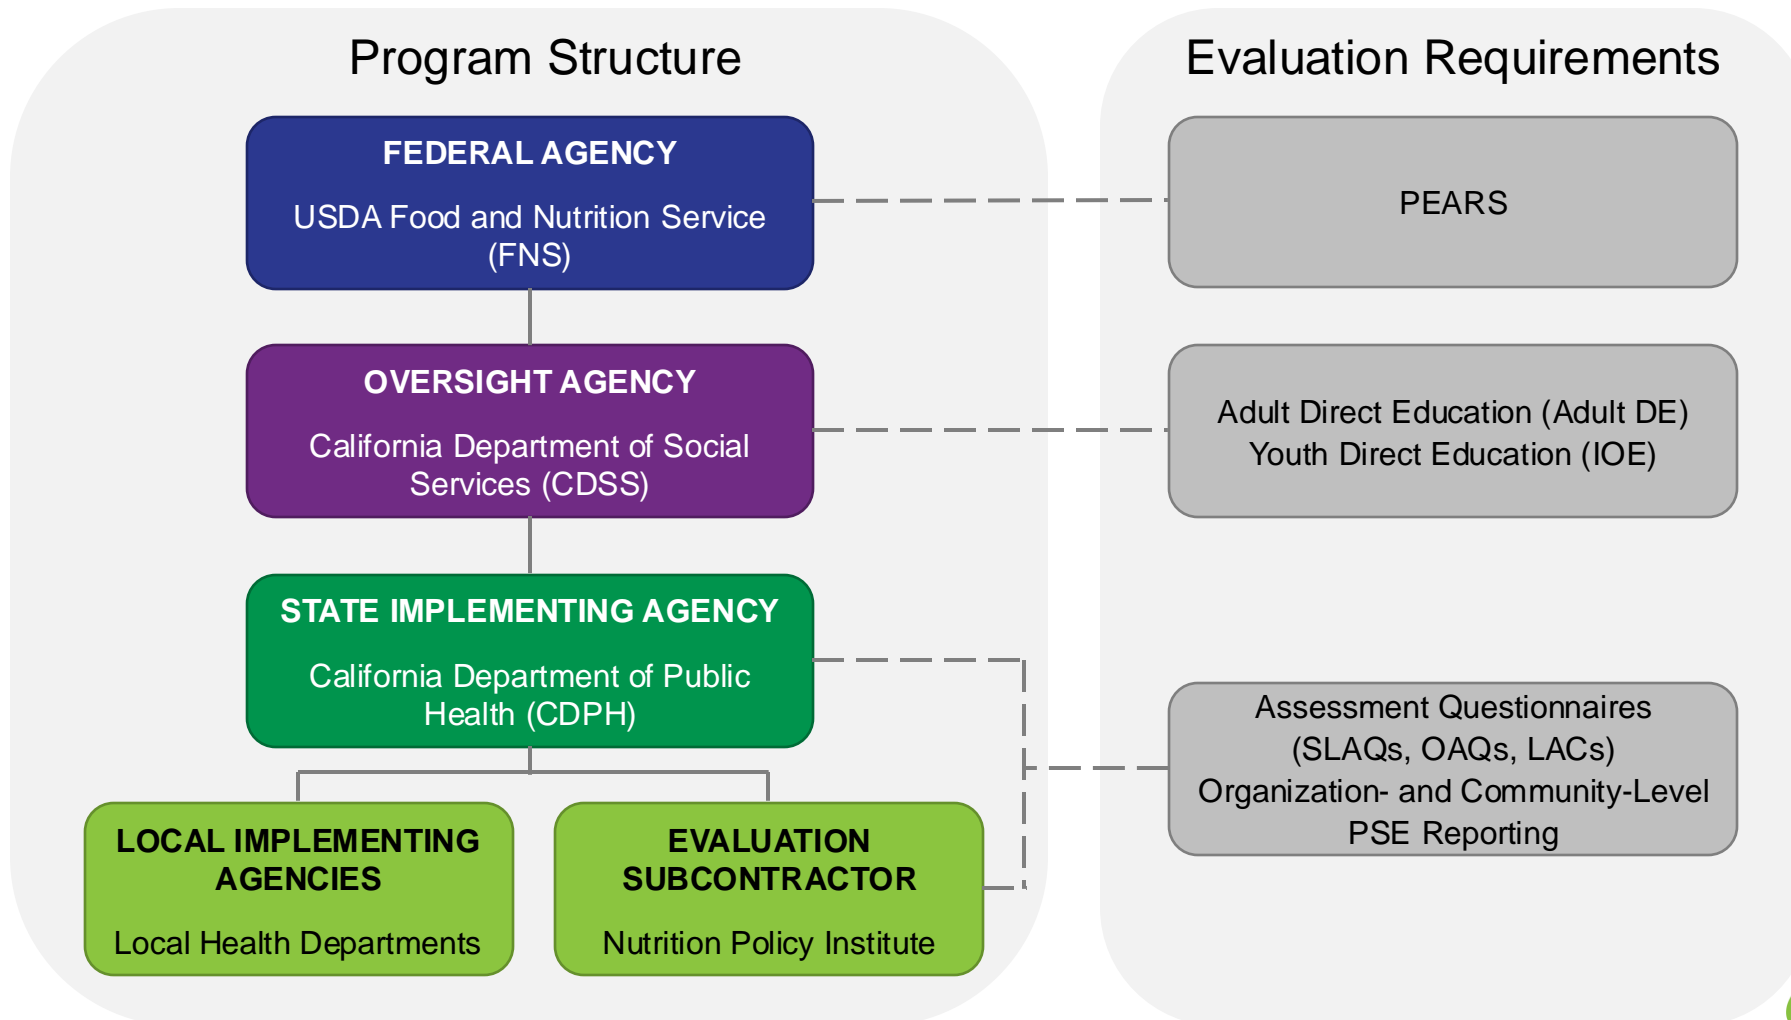 Program Structure
Evaluation Requirements
FEDERAL AGENCY
USDA Food and Nutrition Service
(FNS)
PEARS
OVERSIGHT AGENCY
California Department of Social
Services (CDSS)
Adult Direct Education (Adult DE)
Youth Direct Education (IOE)
STATE IMPLEMENTING AGENCY
California Department of Public
Health (CDPH)
Assessment Questionnaires
(SLAQs, OAQs, LACs)
Organization- and Community-Level
PSE Reporting
LOCAL IMPLEMENTING
AGENCIES
Local Health Departments
EVALUATION
SUBCONTRACTOR
Nutrition Policy Institute